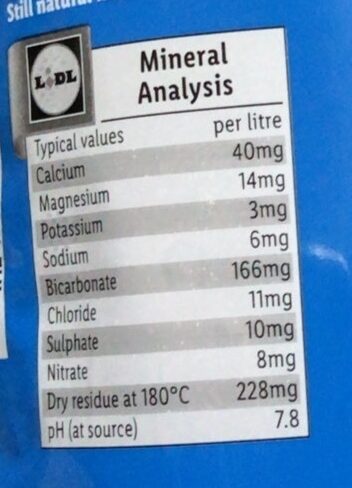 Still
LIDL
Mineral
Analysis
Typical values per litre
Calcium 40mg
Magnesium 14mg
Potassium 3mg
Sodium 6mg
Bicarbonate 166mg
Chloride 11mg
Sulphate 10mg
Nitrate 8mg
Dry residue at 180°C 228mg
pH (at source) 7.8